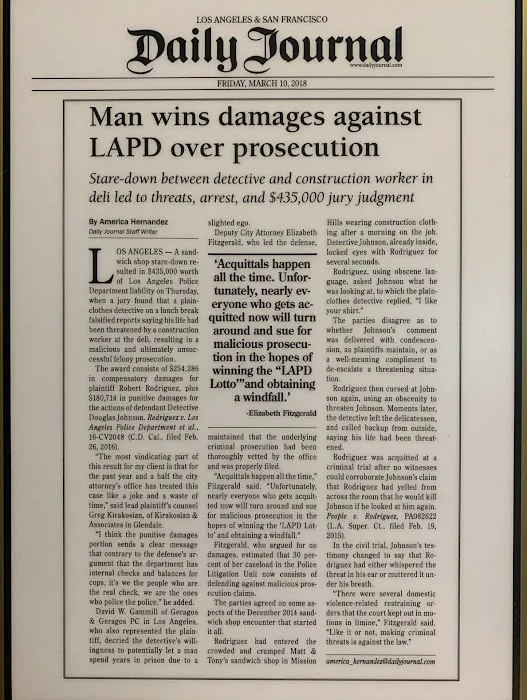 LOS ANGELES & SAN FRANCISCO
Daily Journal
www.dailyjournal.com
FRIDAY, MARCH 10, 2018
Man wins damages against
LAPD over prosecution
Stare-down between detective and construction worker in
deli led to threats, arrest, and $435,000 jury judgment
By America Hernandez
Daily Journal Staff Writer
LOS ANGELES — A sand-
wich shop stare-down re-
sulted in $435,000 worth
of Los Angeles Police
Department liability on Thursday,
when a jury found that a plain-
clothes detective on a lunch break
falsified reports saying his life had
been threatened by a construction
worker at the deli, resulting in a
malicious and ultimately unsuc-
cessful felony prosecution.
The award consists of $254,286
in compensatory damages for
plaintiff Robert Rodriguez, plus
$180,714 in punitive damages for
the actions of defendant Detective
Douglas Johnson. Rodriguez v. Los
Angeles Police Department et al.,
16-CV2048 (C.D. Cal., filed Feb.
26, 2016).
"The most vindicating part of
this result for my client is that for
the past year and a half the city
attorney's office has treated this
case like a joke and a waste of
time," said lead plaintiff's counsel
Greg Kirakosian, of Kirakosian &
Associates in Glendale.
"I think the punitive damages
portion sends a clear message
that contrary to the defense's ar-
gument that the department has
internal checks and balances for
cops, it's we the people who are
the real check, we are the ones
who police the police," he added.
David W. Gammill of Geragos
& Geragos PC in Los Angeles,
who also represented the plain-
tiff, decried the detective's will-
ingness to potentially let a man
spend years in prison due to a
slighted ego.
Deputy City Attorney Elizabeth
Fitzgerald, who led the defense,
'Acquittals happen
all the time. Unfor-
tunately, nearly ev-
eryone who gets ac-
quitted now will turn
around and sue for
malicious prosecu-
tion in the hopes of
winning the "LAPD
Lotto"'and obtaining
a windfall.'
-Elizabeth Fitzgerald
maintained that the underlying
criminal prosecution had been
thoroughly vetted by the office
and was properly filed.
"Acquittals happen all the time,"
Fitzgerald said. "Unfortunately,
nearly everyone who gets acquit-
ted now will turn around and sue
for malicious prosecution in the
hopes of winning the 'LAPD Lot-
to' and obtaining a windfall."
Fitzgerald, who argued for no
damages, estimated that 30 per-
cent of her caseload in the Police
Litigation Unit now consists of
defending against malicious pros-
ecution claims.
The parties agreed on some as-
pects of the December 2014 sand-
wich shop encounter that started
it all.
Rodriguez had entered the
crowded and cramped Matt &
Tony's sandwich shop in Mission
Hills wearing construction cloth-
ing after a morning on the job.
Detective Johnson, already inside,
locked eyes with Rodriguez for
several seconds.
Rodriguez, using obscene lan-
guage, asked Johnson what he
was looking at, to which the plain-
clothes detective replied, "I like
your shirt."
The parties disagree as to
whether Johnson's comment
was delivered with condescen-
sion, as plaintiffs maintain, or as
a well-meaning compliment to
de-escalate a threatening situa-
tion.
Rodriguez then cursed at John-
son again, using an obscenity to
threaten Johnson. Moments later,
the detective left the delicatessen,
and called backup from outside,
saying his life had been threat-
ened.
Rodriguez was acquitted at a
criminal trial after no witnesses
could corroborate Johnson's claim
that Rodriguez had yelled from
across the room that he would kill
Johnson if he looked at him again.
People v. Rodriguez, PA082622
(L.A. Super. Ct., filed Feb. 19,
2015).
In the civil trial, Johnson's tes-
timony changed to say that Ro-
driguez had either whispered the
threat in his ear or muttered it un-
der his breath.
"There were several domestic
violence-related restraining or-
ders that the court kept out in mo-
tions in limine," Fitzgerald said.
"Like it or not, making criminal
threats is against the law."
america_hernandez@dailyjournal.com